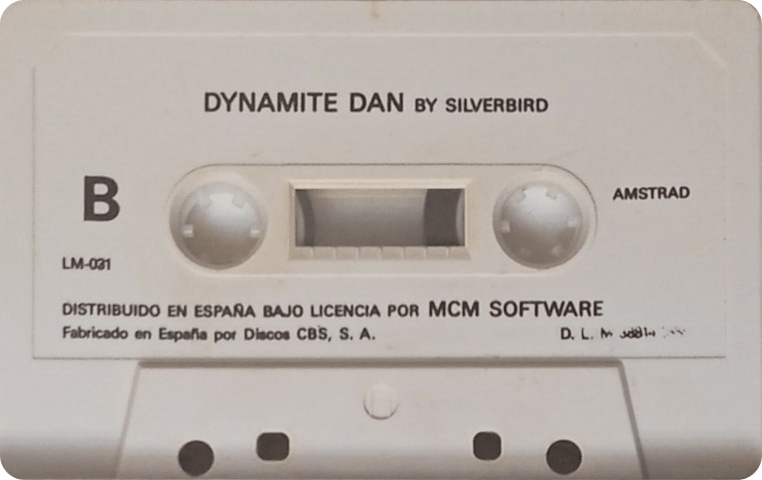 DYNAMITE DAN BY SILVERBIRD
B
AMSTRAD
LM-031
DISTRIBUIDO EN ESPAÑA BAJO LICENCIA POR MCM SOFTWARE
Fabricado en España por Discos CBS, S. A.
D. L. M